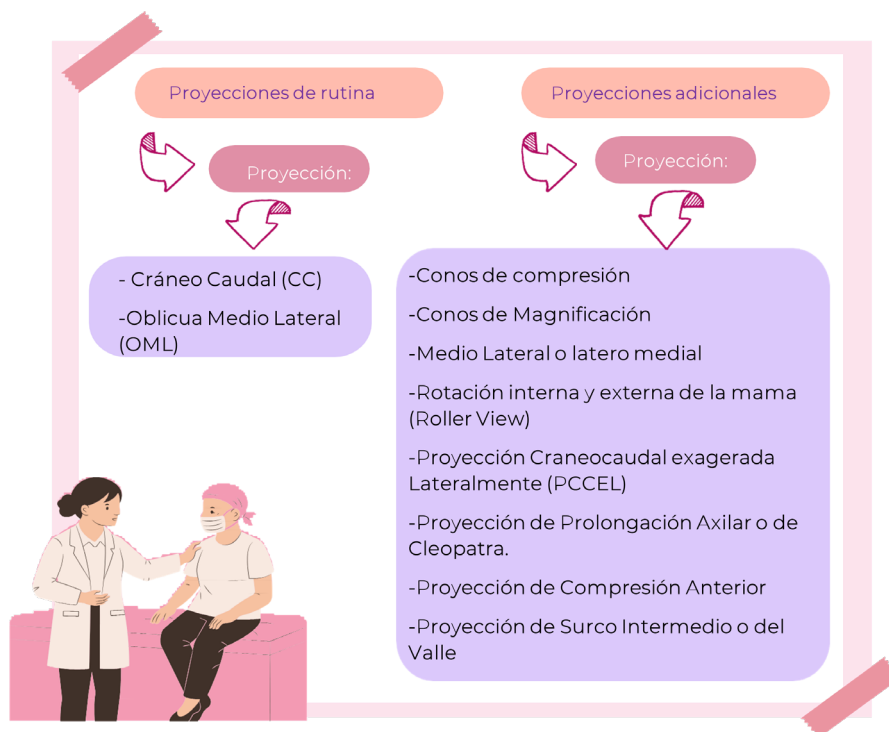 Proyecciones de rutina
Proyección:
- Cráneo Caudal (CC)
-Oblicua Medio Lateral
(OML)
Proyecciones adicionales
Proyección:
-Conos de compresión
-Conos de Magnificación
-Medio Lateral o latero medial
-Rotación interna y externa de la mama
(Roller View)
-Proyección Craneocaudal exagerada
Lateralmente (PCCEL)
-Proyección de Prolongación Axilar o de
Cleopatra.
-Proyección de Compresión Anterior
-Proyección de Surco Intermedio o del
Valle